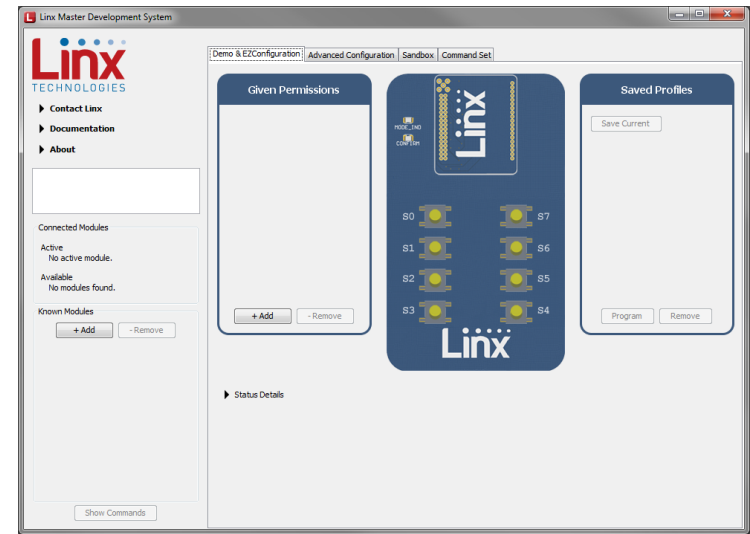 Linx Master Development System
Linx
TECHNOLOGIES
Contact Linx
Documentation
About
Connected Modules
Active
No active module.
Available
No modules found.
Known Modules
+ Add
- Remove
Show Commands
Demo & EZConfiguration
Advanced Configuration
Sandbox
Command Set
Given Permissions
+ Add
- Remove
MODE_IND
CONFIRM
Linx
S0
S7
S1
S6
S2
S5
S3
S4
Linx
Saved Profiles
Save Current
Program
Remove
Status Details